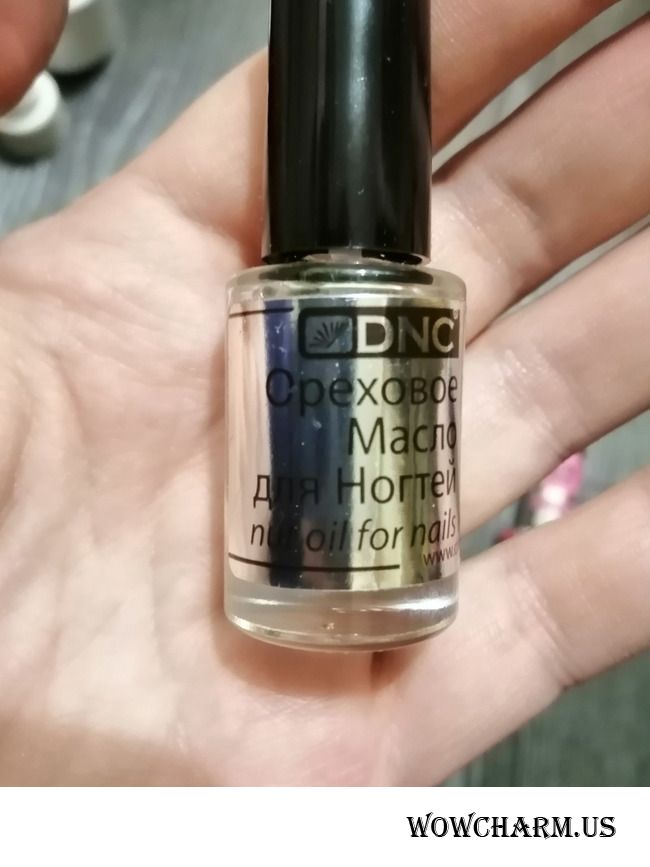 DNC®
Ореховое
Масло
для Ногтей
nut oil for nails
WOWCHARM.US